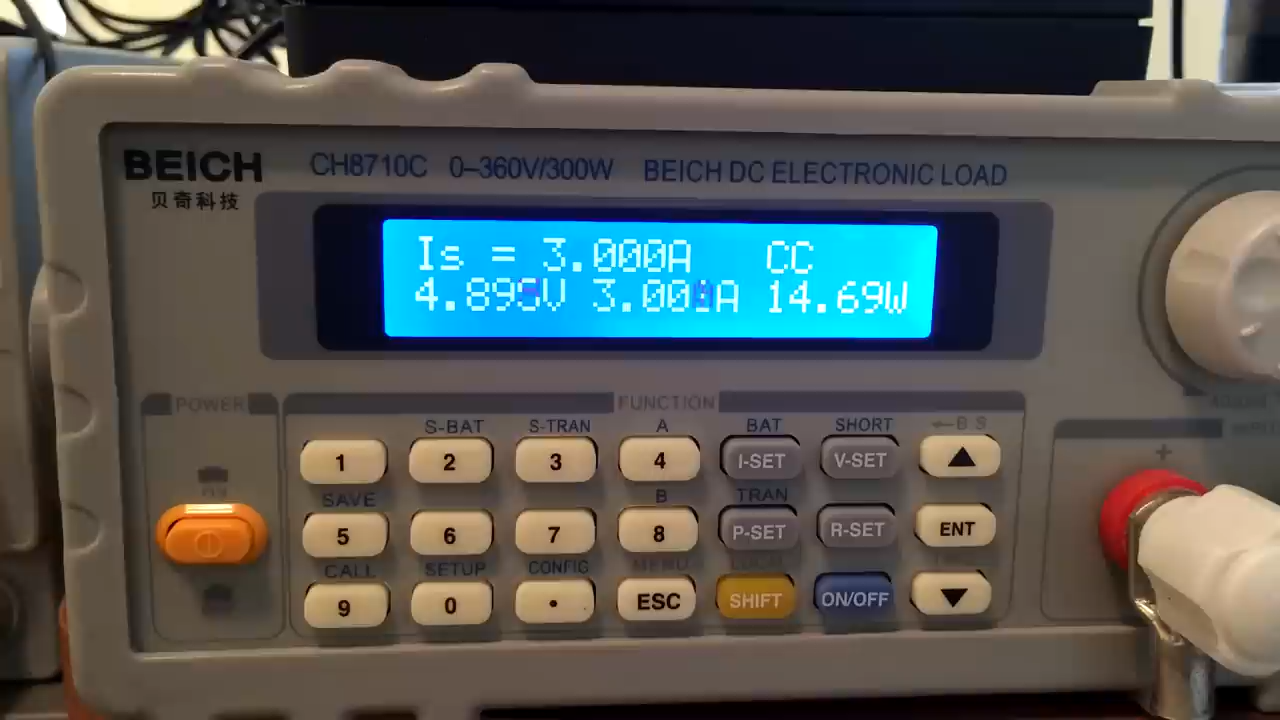 BEICH
贝奇科技
CH8710C 0–360V/300W BEICH DC ELECTRONIC LOAD
Is = 3.000A CC
4.895V 14.69W
POWER
FUNCTION
S-BAT S-TRAN A BAT SHORT ←B S
1 2 3 4 I-SET V-SET ▲
SAVE B TRAN
5 6 7 8 P-SET R-SET ENT
CALL SETUP CONFIG MENU LOCAL
9 0 • ESC SHIFT ON/OFF ▼
+